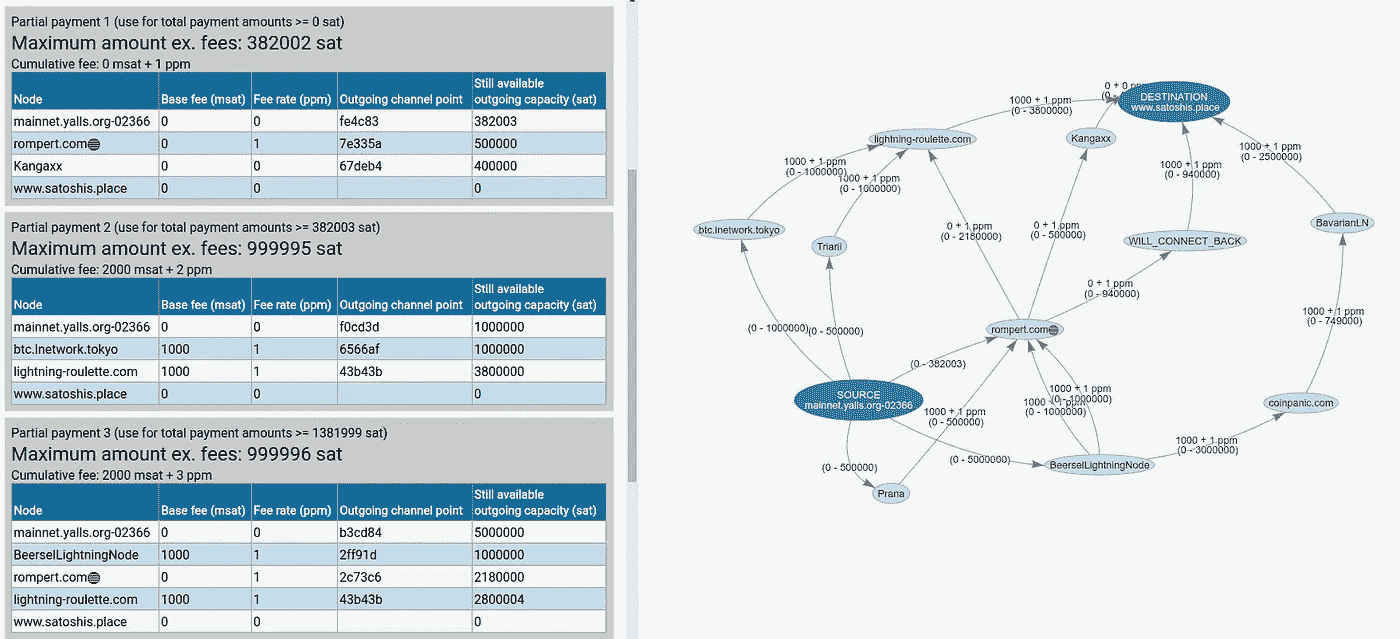 Partial payment 1 (use for total payment amounts >= 0 sat)
Maximum amount ex. fees: 382002 sat
Cumulative fee: 0 msat + 1 ppm
Node Base fee (msat) Fee rate (ppm) Outgoing channel point Still available outgoing capacity (sat)
mainnet.yalls.org-02366 0 0 fe4c83 382003
rompert.com 0 1 7e335a 500000
Kangaxx 0 0 67deb4 400000
www.satoshis.place 0 0 0
Partial payment 2 (use for total payment amounts >= 382003 sat)
Maximum amount ex. fees: 999995 sat
Cumulative fee: 2000 msat + 2 ppm
Node Base fee (msat) Fee rate (ppm) Outgoing channel point Still available outgoing capacity (sat)
mainnet.yalls.org-02366 0 0 f0cd3d 1000000
btc.lnetwork.tokyo 1000 1 6566af 1000000
lightning-roulette.com 1000 1 43b43b 3800000
www.satoshis.place 0 0 0
Partial payment 3 (use for total payment amounts >= 1381999 sat)
Maximum amount ex. fees: 999996 sat
Cumulative fee: 2000 msat + 3 ppm
Node Base fee (msat) Fee rate (ppm) Outgoing channel point Still available outgoing capacity (sat)
mainnet.yalls.org-02366 0 0 b3cd84 5000000
BeerselLightningNode 1000 1 2ff91d 1000000
rompert.com 0 1 2c73c6 2180000
lightning-roulette.com 1000 1 43b43b 2800004
www.satoshis.place 0 0 0
0 + 0
DESTINATION
www.satoshis.place
1000 + 1 ppm
(0 - 3800000)
lightning-roulette.com
Kangaxx
1000 + 1 ppm
(0 - 2500000)
1000 + 1 ppm
(0 - 1000000)
1000 + 1 ppm
(0 - 940000)
1000 + 1 ppm
(0 - 1000000)
btc.lnetwork.tokyo
Triarii
0 + 1 ppm
(0 - 2180000)
0 + 1 ppm
(0 - 500000)
WILL_CONNECT_BACK
BavarianLN
0 + 1 ppm
(0 - 940000)
1000 + 1 ppm
(0 - 749000)
(0 - 1000000)
(0 - 500000)
rompert.com
(0 - 382003)
SOURCE
mainnet.yalls.org-02366
1000 + 1 ppm
(0 - 500000)
1000 + 1 ppm
(0 - 1000000)
1000 + 1 ppm
(0 - 1000000)
coinpanic.com
1000 + 1 ppm
(0 - 3000000)
(0 - 500000)
(0 - 5000000)
BeerselLightningNode
Prana